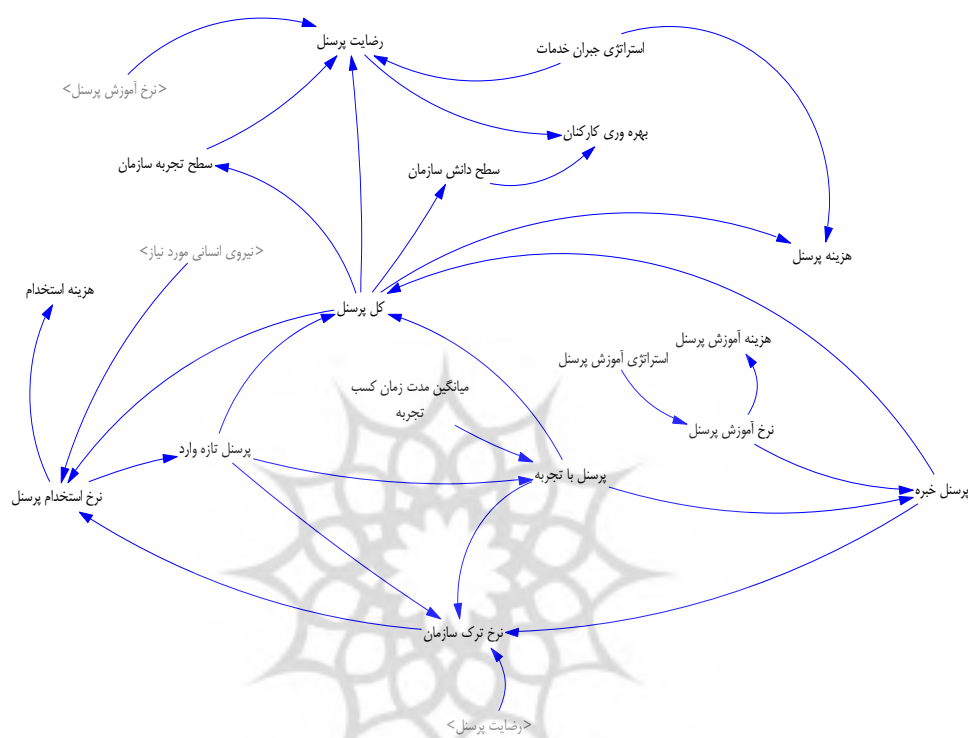 رضایت پرسنل
استراتژی جبران خدمات
<نرخ آموزش پرسنل>
بهره وری کارکنان
سطح تجربه سازمان
سطح دانش سازمان
<نیروی انسانی مورد نیاز>
هزینه پرسنل
هزینه استخدام
کل پرسنل
هزینه آموزش پرسنل
استراتژی آموزش پرسنل
میانگین مدت زمان کسب
تجربه
نرخ آموزش پرسنل
پرسنل تازه وارد
پرسنل با تجربه
پرسنل خبره
نرخ استخدام پرسنل
نرخ ترک سازمان
<رضایت پرسنل>